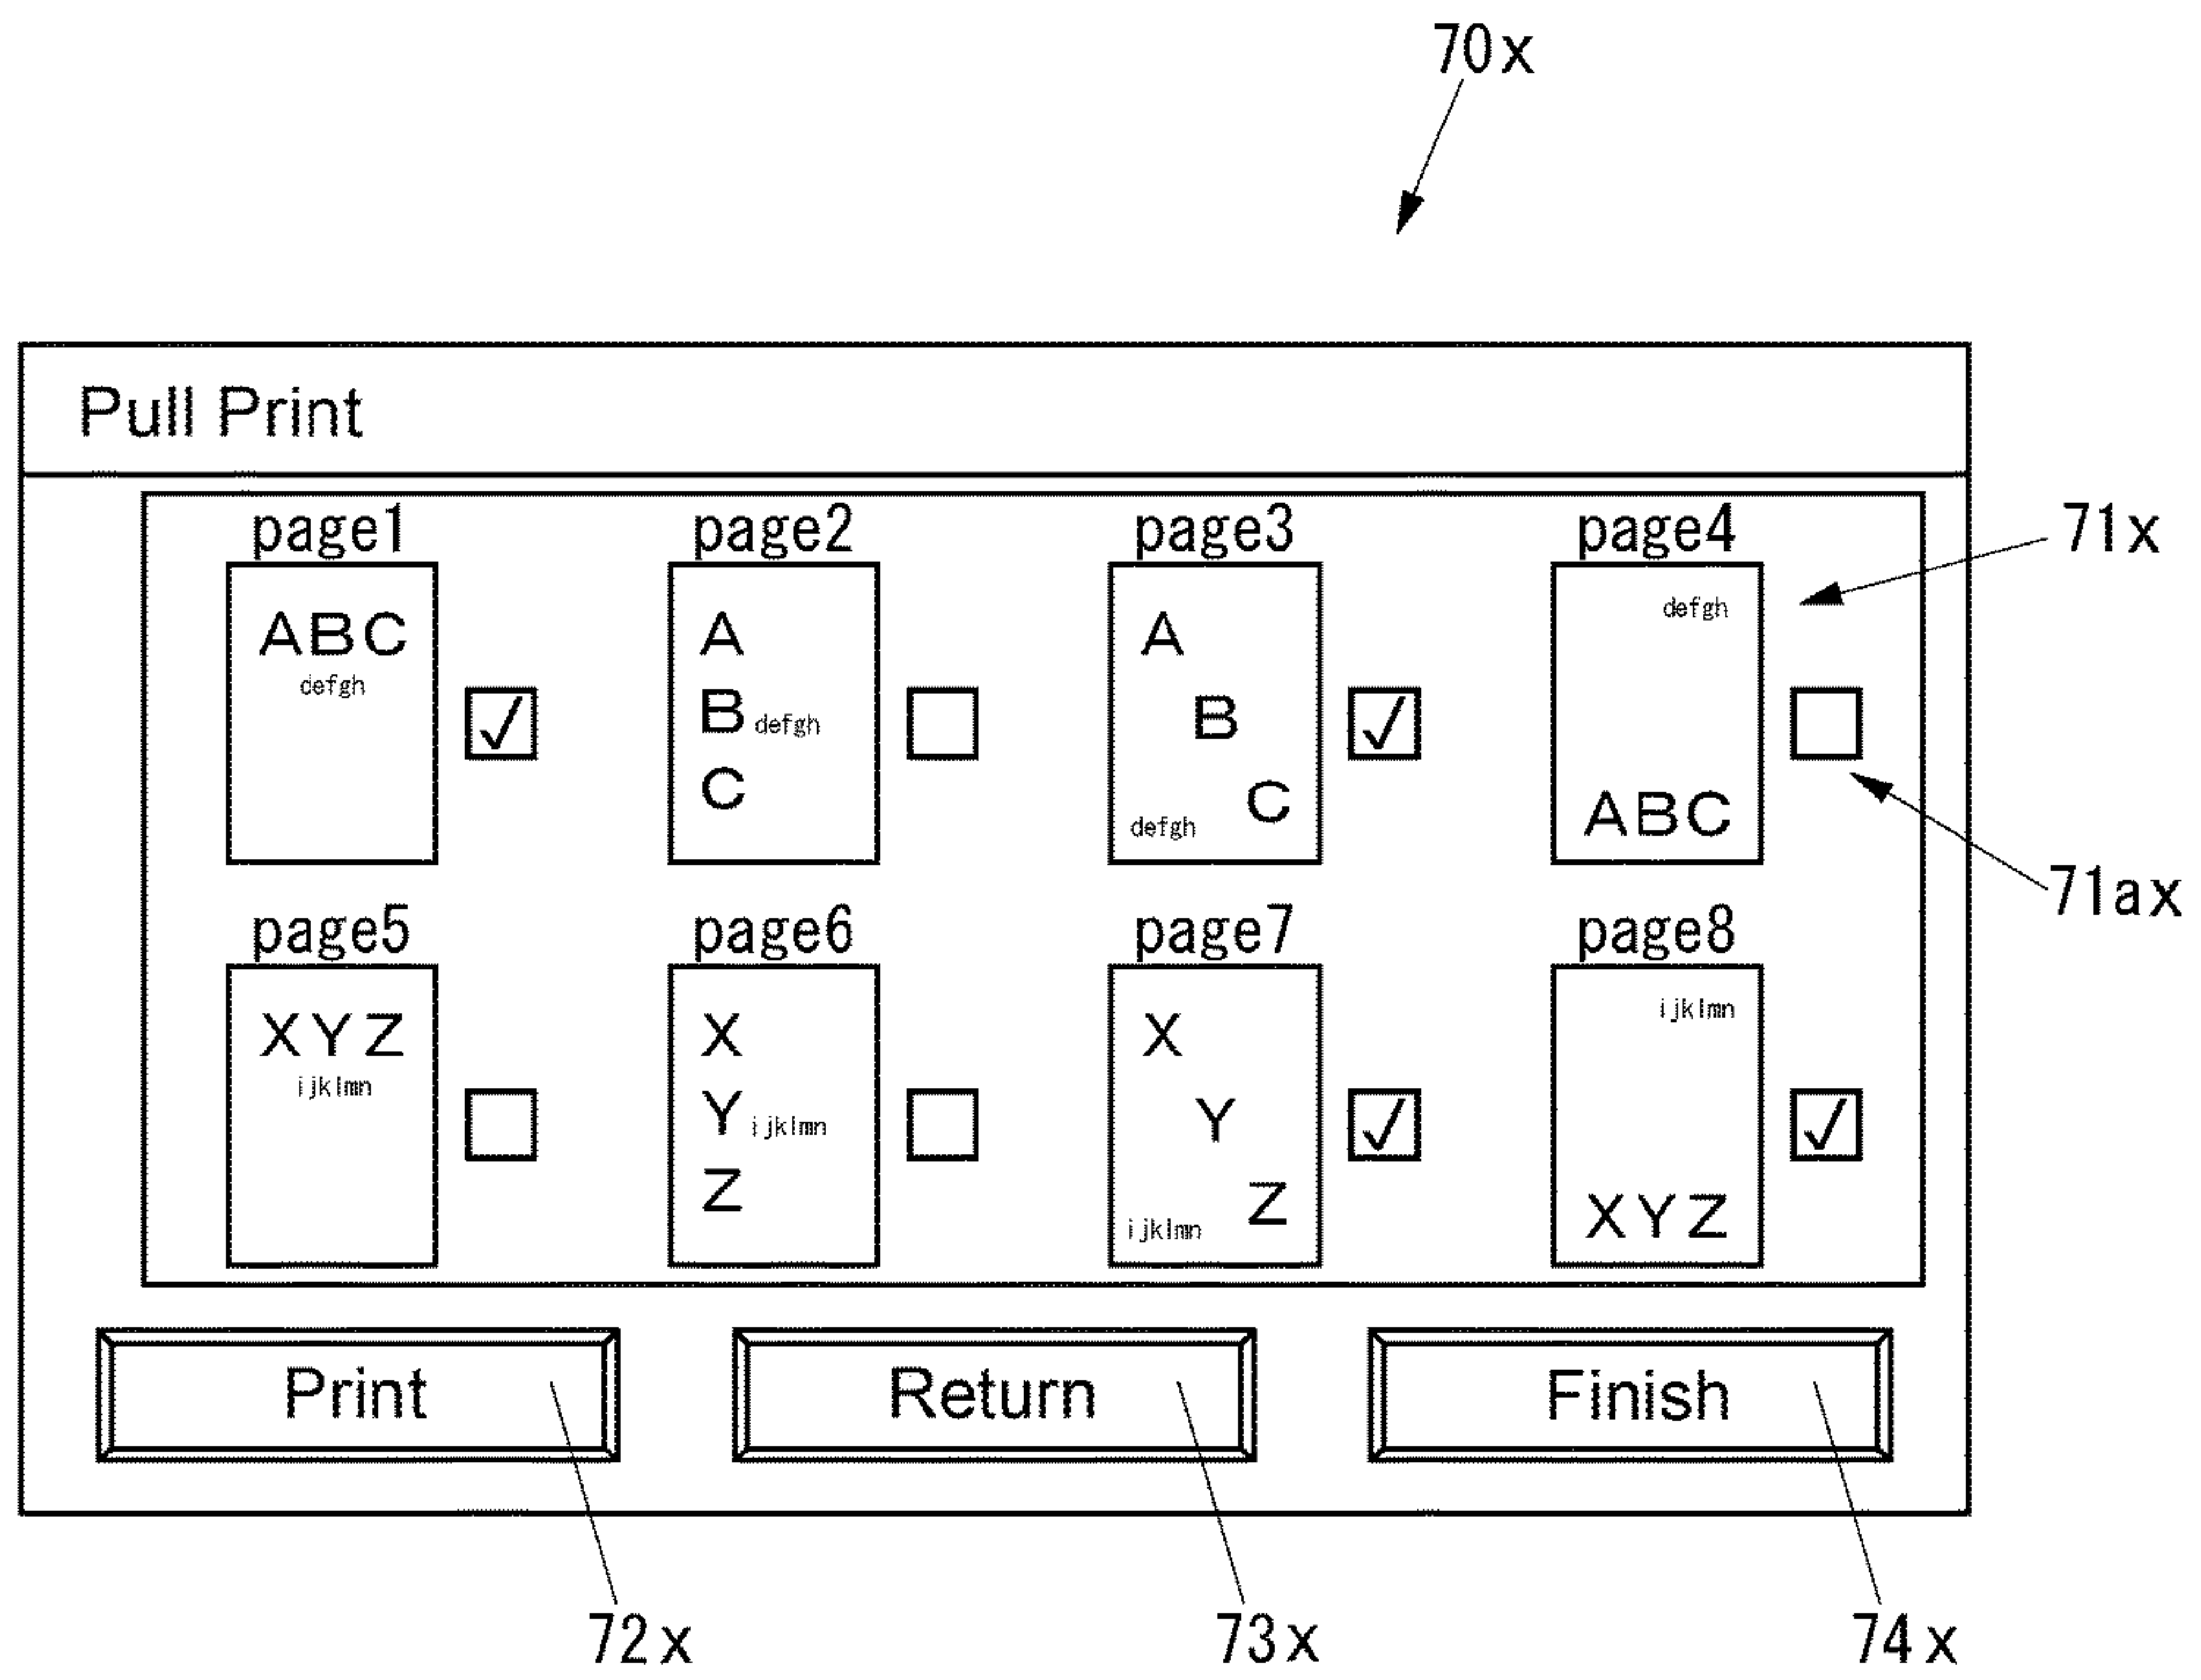 70x
Pull Print
page1 page2 page3 page4
71x
ABC
defgh
A
B defgh
C
A
B
C
defgh
defgh
ABC
71ax
page5 page6 page7 page8
XYZ
ijklmn
X
Y ijklmn
Z
X
Y
Z
ijklmn
ijklmn
XYZ
Print Return Finish
72x 73x 74x